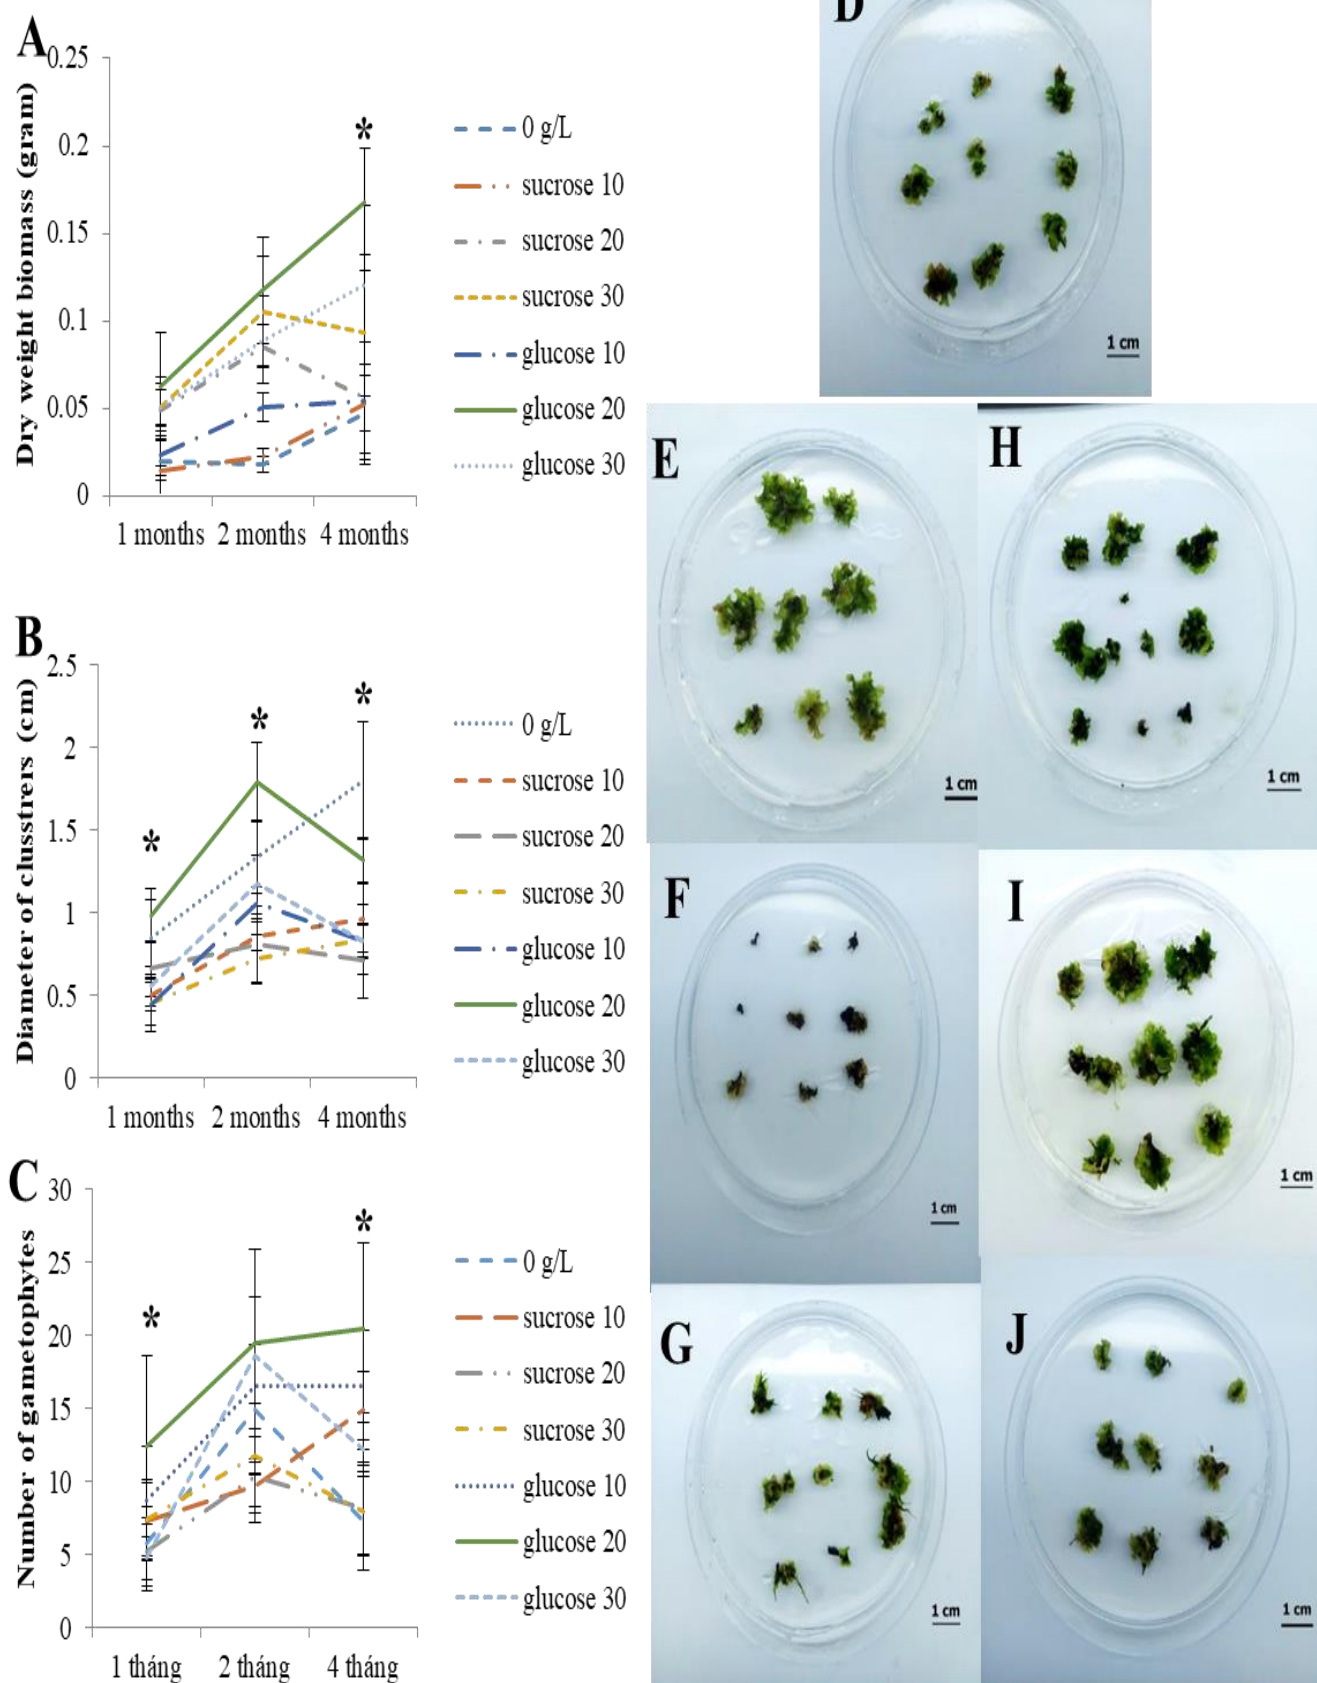 A
0.25
0.2
0.15
0.1
0.05
0
Dry weight biomass (gram)
*
1 months 2 months 4 months
0 g/L
sucrose 10
sucrose 20
sucrose 30
glucose 10
glucose 20
glucose 30
B
2.5
2
1.5
1
0.5
0
Diameter of clusstrers (cm)
* * *
1 months 2 months 4 months
0 g/L
sucrose 10
sucrose 20
sucrose 30
glucose 10
glucose 20
glucose 30
C
30
25
20
15
10
5
0
Number of gametophytes
* *
1 tháng 2 tháng 4 tháng
0 g/L
sucrose 10
sucrose 20
sucrose 30
glucose 10
glucose 20
glucose 30
D
1 cm
E
1 cm
H
1 cm
F
1 cm
I
1 cm
G
1 cm
J
1 cm